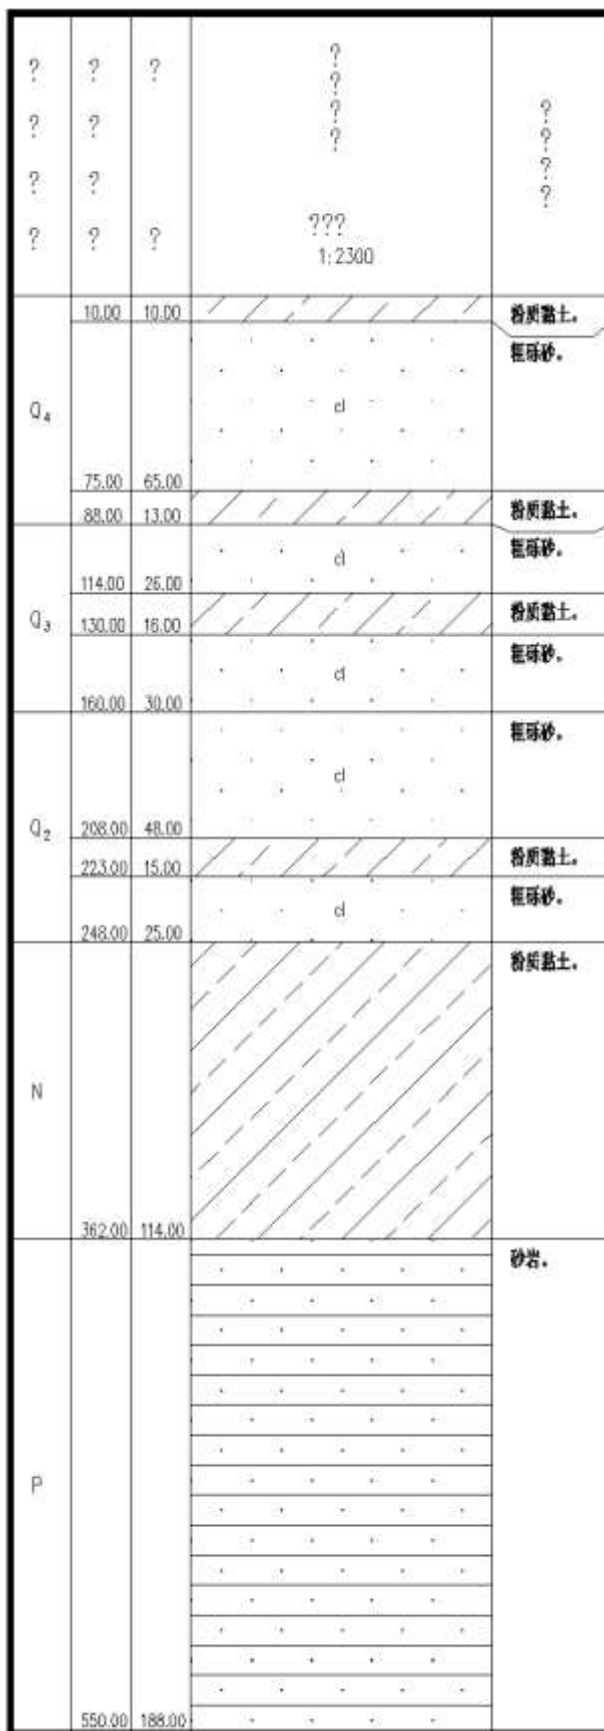 ? ? ? ? ?
? ? ? ? ?
? ? ? ?
? ? ? ? ?
???
1:2300
10.00 10.00 粉质黏土。
粗砾砂。
Q4 cl
75.00 65.00
88.00 13.00 粉质黏土。
cl 粗砾砂。
114.00 26.00
Q3 130.00 16.00 粉质黏土。
cl 粗砾砂。
160.00 30.00
粗砾砂。
cl
Q2 208.00 48.00
223.00 15.00 粉质黏土。
cl 粗砾砂。
248.00 25.00
粉质黏土。
N
362.00 114.00
砂岩。
P
550.00 188.00